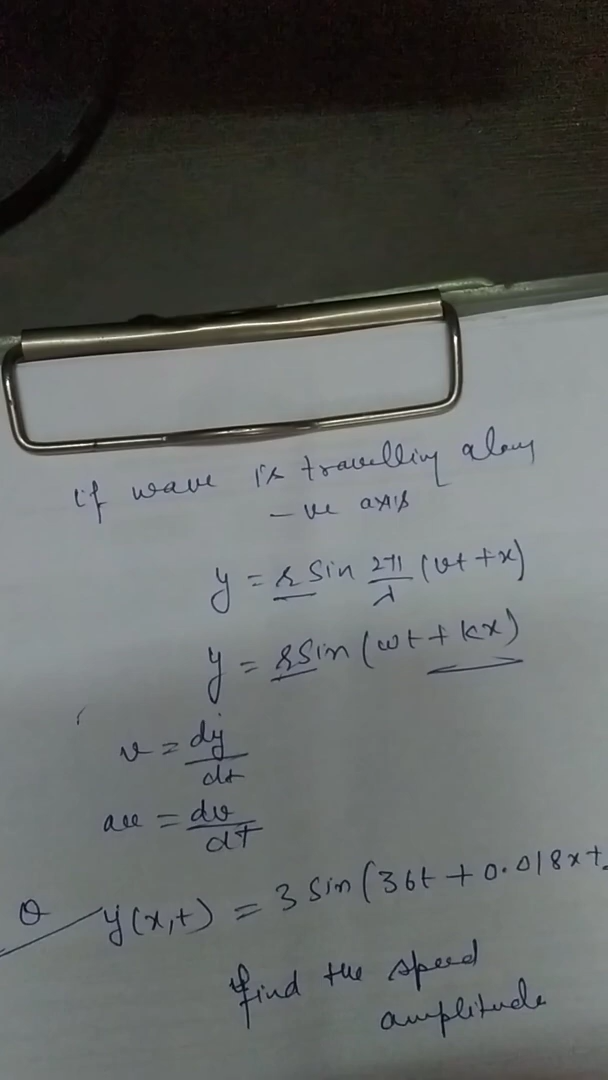 if wave is travelling along
-ve axis
y = r Sin 2π/λ (vt + x)
y = r Sin (ωt + kx)
v = dy/dt
acc = dv/dt
Q y(x,t) = 3 Sin (36t + 0.018x +
find the speed
amplitude